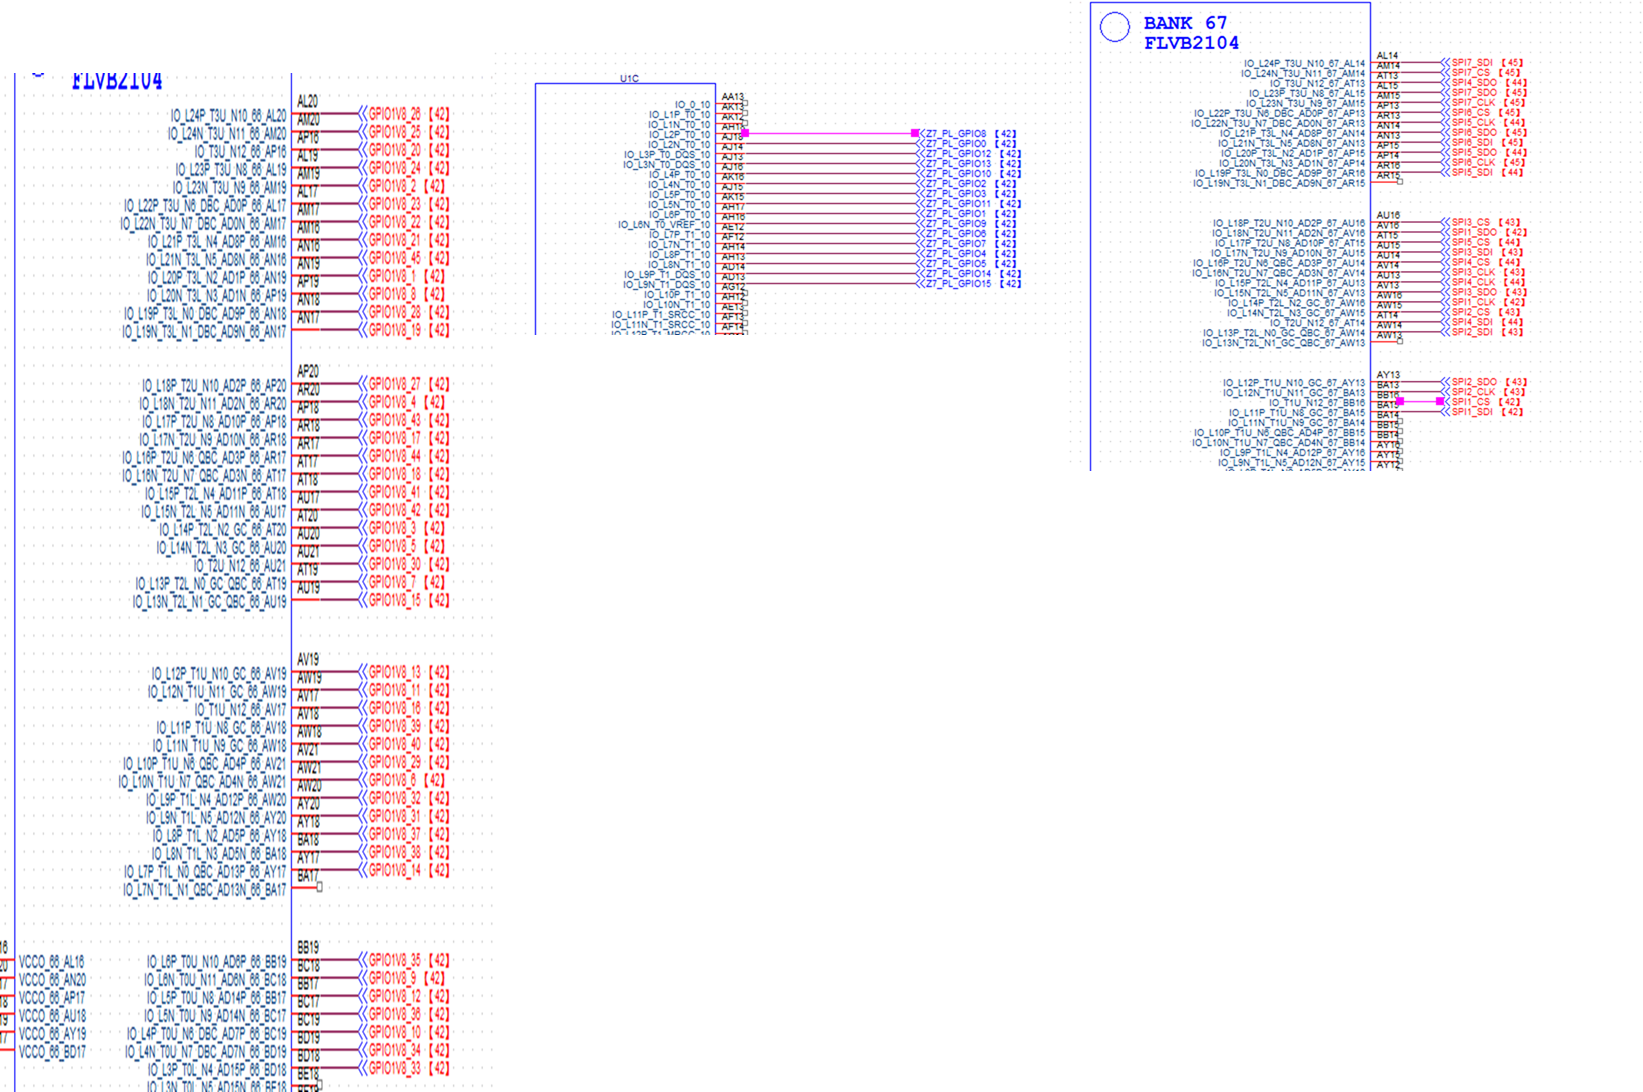 FLVB2104
IO_L24P_T3U_N10_66_AL20 AL20 GPIO1V8_26 【42】
IO_L24N_T3U_N11_66_AM20 AM20 GPIO1V8_25 【42】
IO_T3U_N12_66_AP16 AP16 GPIO1V8_20 【42】
IO_L23P_T3U_N8_66_AL19 AL19 GPIO1V8_24 【42】
IO_L23N_T3U_N9_66_AM19 AM19 GPIO1V8_2 【42】
IO_L22P_T3U_N6_DBC_AD0P_66_AL17 AL17 GPIO1V8_23 【42】
IO_L22N_T3U_N7_DBC_AD0N_66_AM17 AM17 GPIO1V8_22 【42】
IO_L21P_T3L_N4_AD8P_66_AM16 AM16 GPIO1V8_21 【42】
IO_L21N_T3L_N5_AD8N_66_AN16 AN16 GPIO1V8_45 【42】
IO_L20P_T3L_N2_AD1P_66_AN19 AN19 GPIO1V8_1 【42】
IO_L20N_T3L_N3_AD1N_66_AP19 AP19 GPIO1V8_8 【42】
IO_L19P_T3L_N0_DBC_AD9P_66_AN18 AN18 GPIO1V8_28 【42】
IO_L19N_T3L_N1_DBC_AD9N_66_AN17 AN17 GPIO1V8_19 【42】
IO_L18P_T2U_N10_AD2P_66_AP20 AP20 GPIO1V8_27 【42】
IO_L18N_T2U_N11_AD2N_66_AR20 AR20 GPIO1V8_4 【42】
IO_L17P_T2U_N8_AD10P_66_AP18 AP18 GPIO1V8_43 【42】
IO_L17N_T2U_N9_AD10N_66_AR18 AR18 GPIO1V8_17 【42】
IO_L16P_T2U_N6_QBC_AD3P_66_AR17 AR17 GPIO1V8_44 【42】
IO_L16N_T2U_N7_QBC_AD3N_66_AT17 AT17 GPIO1V8_18 【42】
IO_L15P_T2L_N4_AD11P_66_AT18 AT18 GPIO1V8_41 【42】
IO_L15N_T2L_N5_AD11N_66_AU17 AU17 GPIO1V8_42 【42】
IO_L14P_T2L_N2_GC_66_AT20 AT20 GPIO1V8_3 【42】
IO_L14N_T2L_N3_GC_66_AU20 AU20 GPIO1V8_5 【42】
IO_T2U_N12_66_AU21 AU21 GPIO1V8_30 【42】
IO_L13P_T2L_N0_GC_QBC_66_AT19 AT19 GPIO1V8_7 【42】
IO_L13N_T2L_N1_GC_QBC_66_AU19 AU19 GPIO1V8_15 【42】
IO_L12P_T1U_N10_GC_66_AV19 AV19 GPIO1V8_13 【42】
IO_L12N_T1U_N11_GC_66_AW19 AW19 GPIO1V8_11 【42】
IO_T1U_N12_66_AV17 AV17 GPIO1V8_16 【42】
IO_L11P_T1U_N8_GC_66_AV18 AV18 GPIO1V8_39 【42】
IO_L11N_T1U_N9_GC_66_AW18 AW18 GPIO1V8_40 【42】
IO_L10P_T1U_N6_QBC_AD4P_66_AV21 AV21 GPIO1V8_29 【42】
IO_L10N_T1U_N7_QBC_AD4N_66_AW21 AW21 GPIO1V8_6 【42】
IO_L9P_T1L_N4_AD12P_66_AW20 AW20 GPIO1V8_32 【42】
IO_L9N_T1L_N5_AD12N_66_AY20 AY20 GPIO1V8_31 【42】
IO_L8P_T1L_N2_AD5P_66_AY18 AY18 GPIO1V8_37 【42】
IO_L8N_T1L_N3_AD5N_66_BA18 BA18 GPIO1V8_38 【42】
IO_L7P_T1L_N0_QBC_AD13P_66_AY17 AY17 GPIO1V8_14 【42】
IO_L7N_T1L_N1_QBC_AD13N_66_BA17 BA17
VCCO_66_AL16 IO_L6P_T0U_N10_AD6P_66_BB19 BB19 GPIO1V8_35 【42】
VCCO_66_AN20 IO_L6N_T0U_N11_AD6N_66_BC18 BC18 GPIO1V8_9 【42】
VCCO_66_AP17 IO_L5P_T0U_N8_AD14P_66_BB17 BB17 GPIO1V8_12 【42】
VCCO_66_AU18 IO_L5N_T0U_N9_AD14N_66_BC17 BC17 GPIO1V8_36 【42】
VCCO_66_AY19 IO_L4P_T0U_N6_DBC_AD7P_66_BC19 BC19 GPIO1V8_10 【42】
VCCO_66_BD17 IO_L4N_T0U_N7_DBC_AD7N_66_BD19 BD19 GPIO1V8_34 【42】
IO_L3P_T0L_N4_AD15P_66_BD18 BD18 GPIO1V8_33 【42】
IO_L3N_T0L_N5_AD15N_66_BE18 BE18
U1C
IO_0_10 AA13
IO_L1P_T0_10 AK13
IO_L1N_T0_10 AK12
IO_L2P_T0_10 AH18 Z7_PL_GPIO8 【42】
IO_L2N_T0_10 AJ18 Z7_PL_GPIO0 【42】
IO_L3P_T0_DQS_10 AJ14 Z7_PL_GPIO12 【42】
IO_L3N_T0_DQS_10 AJ13 Z7_PL_GPIO13 【42】
IO_L4P_T0_10 AJ16 Z7_PL_GPIO10 【42】
IO_L4N_T0_10 AK16 Z7_PL_GPIO2 【42】
IO_L5P_T0_10 AJ15 Z7_PL_GPIO3 【42】
IO_L5N_T0_10 AK15 Z7_PL_GPIO11 【42】
IO_L6P_T0_10 AH17 Z7_PL_GPIO1 【42】
IO_L6N_T0_VREF_10 AH16 Z7_PL_GPIO9 【42】
IO_L7P_T1_10 AE12 Z7_PL_GPIO6 【42】
IO_L7N_T1_10 AF12 Z7_PL_GPIO7 【42】
IO_L8P_T1_10 AH14 Z7_PL_GPIO4 【42】
IO_L8N_T1_10 AH13 Z7_PL_GPIO5 【42】
IO_L9P_T1_DQS_10 AD14 Z7_PL_GPIO14 【42】
IO_L9N_T1_DQS_10 AD13 Z7_PL_GPIO15 【42】
IO_L10P_T1_10 AG12
IO_L10N_T1_10 AH12
IO_L11P_T1_SRCC_10 AE13
IO_L11N_T1_SRCC_10 AF13
IO_L12P_T1_MRCC_10 AF14
BANK 67
FLVB2104
IO_L24P_T3U_N10_67_AL14 AL14 SPI7_SDI 【45】
IO_L24N_T3U_N11_67_AM14 AM14 SPI7_CS 【45】
IO_T3U_N12_67_AT13 AT13 SPI4_SDO 【44】
IO_L23P_T3U_N8_67_AL15 AL15 SPI7_SDO 【45】
IO_L23N_T3U_N9_67_AM15 AM15 SPI7_CLK 【45】
IO_L22P_T3U_N6_DBC_AD0P_67_AP13 AP13 SPI6_CS 【45】
IO_L22N_T3U_N7_DBC_AD0N_67_AR13 AR13 SPI5_CLK 【44】
IO_L21P_T3L_N4_AD8P_67_AN14 AN14 SPI6_SDO 【45】
IO_L21N_T3L_N5_AD8N_67_AN13 AN13 SPI6_SDI 【45】
IO_L20P_T3L_N2_AD1P_67_AP15 AP15 SPI5_SDO 【44】
IO_L20N_T3L_N3_AD1N_67_AP14 AP14 SPI6_CLK 【45】
IO_L19P_T3L_N0_DBC_AD9P_67_AR16 AR16 SPI5_SDI 【44】
IO_L19N_T3L_N1_DBC_AD9N_67_AR15 AR15
IO_L18P_T2U_N10_AD2P_67_AU16 AU16 SPI3_CS 【43】
IO_L18N_T2U_N11_AD2N_67_AV16 AV16 SPI1_SDO 【42】
IO_L17P_T2U_N8_AD10P_67_AT15 AT15 SPI5_CS 【44】
IO_L17N_T2U_N9_AD10N_67_AU15 AU15 SPI3_SDI 【43】
IO_L16P_T2U_N6_QBC_AD3P_67_AU14 AU14 SPI4_CS 【44】
IO_L16N_T2U_N7_QBC_AD3N_67_AV14 AV14 SPI3_CLK 【43】
IO_L15P_T2L_N4_AD11P_67_AU13 AU13 SPI4_CLK 【44】
IO_L15N_T2L_N5_AD11N_67_AV13 AV13 SPI3_SDO 【43】
IO_L14P_T2L_N2_GC_67_AW16 AW16 SPI1_CLK 【42】
IO_L14N_T2L_N3_GC_67_AW15 AW15 SPI2_CS 【43】
IO_T2U_N12_67_AT14 AT14 SPI4_SDI 【44】
IO_L13P_T2L_N0_GC_QBC_67_AW14 AW14 SPI2_SDI 【43】
IO_L13N_T2L_N1_GC_QBC_67_AW13 AW13
IO_L12P_T1U_N10_GC_67_AY13 AY13 SPI2_SDO 【43】
IO_L12N_T1U_N11_GC_67_BA13 BA13 SPI2_CLK 【43】
IO_T1U_N12_67_BB16 BB16 SPI1_CS 【42】
IO_L11P_T1U_N8_GC_67_BA15 BA15 SPI1_SDI 【42】
IO_L11N_T1U_N9_GC_67_BA14 BA14
IO_L10P_T1U_N6_QBC_AD4P_67_BB15 BB15
IO_L10N_T1U_N7_QBC_AD4N_67_BB14 BB14
IO_L9P_T1L_N4_AD12P_67_AY16 AY16
IO_L9N_T1L_N5_AD12N_67_AY15 AY15
AY12